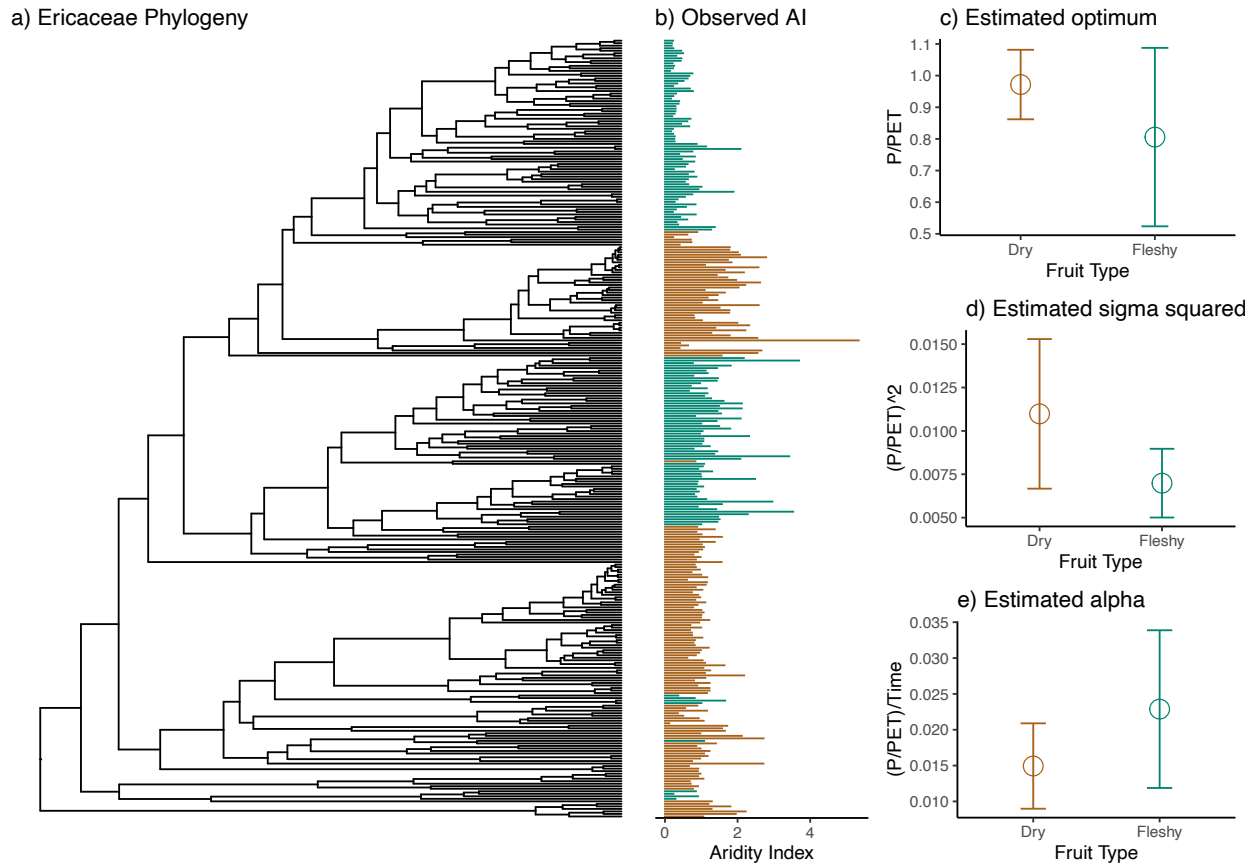 a) Ericaceae Phylogeny
b) Observed AI
0 2 4
Aridity Index
c) Estimated optimum
P/PET
1.1
1.0
0.9
0.8
0.7
0.6
0.5
Dry Fleshy
Fruit Type
d) Estimated sigma squared
(P/PET)^2
0.0150
0.0125
0.0100
0.0075
0.0050
Dry Fleshy
Fruit Type
e) Estimated alpha
(P/PET)/Time
0.035
0.030
0.025
0.020
0.015
0.010
Dry Fleshy
Fruit Type